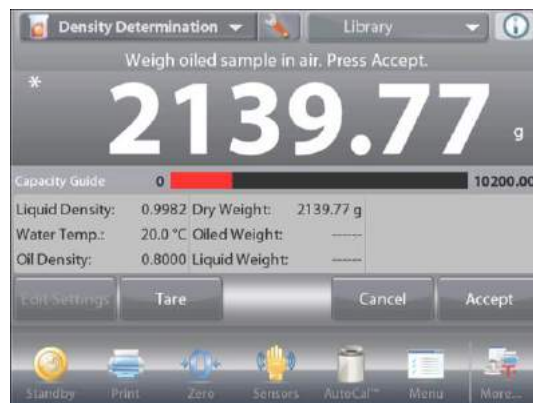 Density Determination Library
Weigh oiled sample in air. Press Accept.
* 2139.77 g
Capacity Guide 0 10200.00
Liquid Density: 0.9982 Dry Weight: 2139.77 g
Water Temp.: 20.0 °C Oiled Weight: ------
Oil Density: 0.8000 Liquid Weight: ------
Edit Settings Tare Cancel Accept
Standby Print Zero Sensors AutoCal™ Menu More...